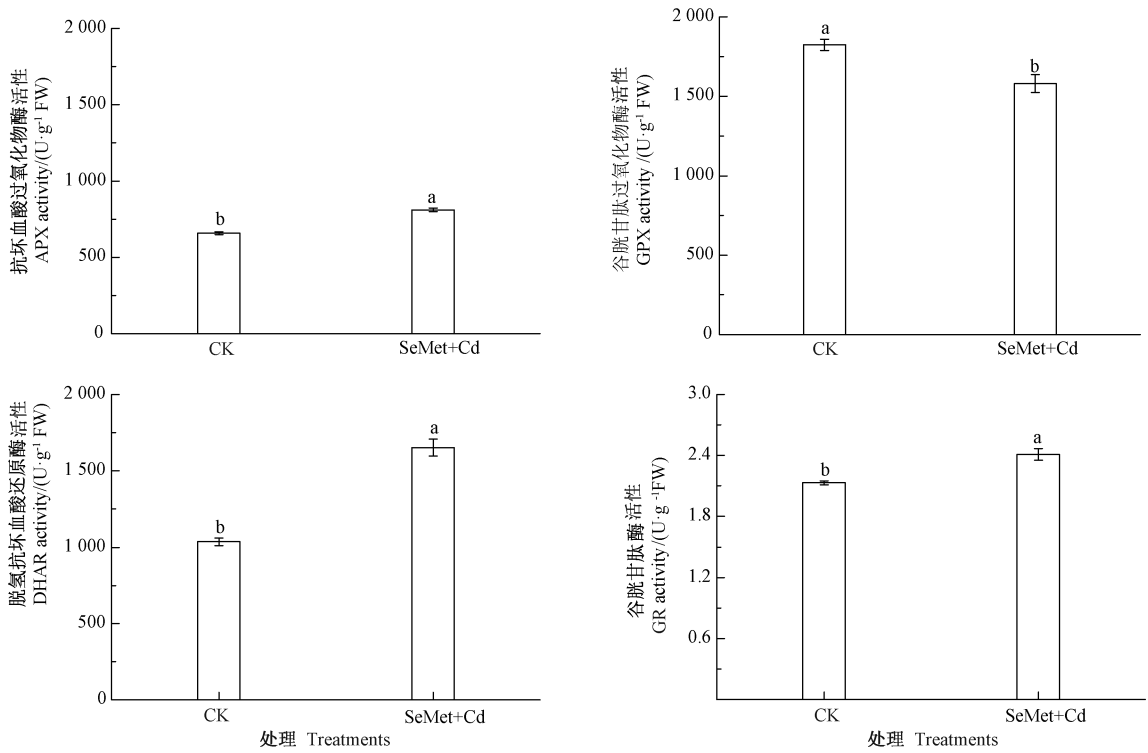 抗坏血酸过氧化物酶活性
APX activity/(U·g⁻¹ FW)
2 000
1 500
1 000
500
0
b
a
CK
SeMet+Cd
谷胱甘肽过氧化物酶活性
GPX activity /(U·g⁻¹ FW)
2 000
1 500
1 000
500
0
a
b
CK
SeMet+Cd
脱氢抗坏血酸还原酶活性
DHAR activity/(U·g⁻¹ FW)
2 000
1 500
1 000
500
0
b
a
CK
SeMet+Cd
处理 Treatments
谷胱甘肽酶活性
GR activity/(U·g⁻¹FW)
3.0
2.4
1.8
1.2
0.6
b
a
CK
SeMet+Cd
处理 Treatments